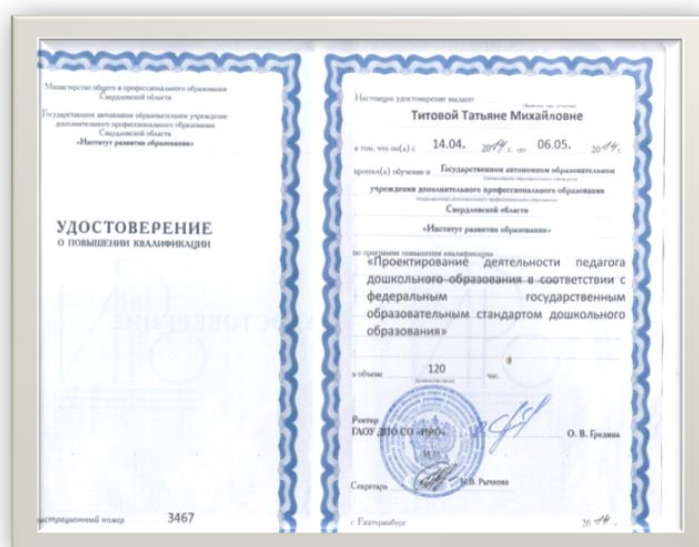 Министерство общего и профессионального образования
Свердловской области
Государственное автономное образовательное учреждение
дополнительного профессионального образования
Свердловской области
«Институт развития образования»
УДОСТОВЕРЕНИЕ
О ПОВЫШЕНИИ КВАЛИФИКАЦИИ
истрационный номер 3467
Настоящее удостоверение выдано
Титовой Татьяне Михайловне
в том, что он(а) с 14.04. 2014 г. по 06.05. 2014 г.
прошел(а) обучение в Государственном автономном образовательном
учреждении дополнительного профессионального образования
Свердловской области
«Институт развития образования»
по программе повышения квалификации
«Проектирование деятельности педагога
дошкольного образования в соответствии с
федеральным государственным
образовательным стандартом дошкольного
образования»
в объеме 120 час.
Ректор
ГАОУ ДПО СО «ИРО» О. В. Гредина
Секретарь Н.В. Рычкова
г. Екатеринбург 2014 г.